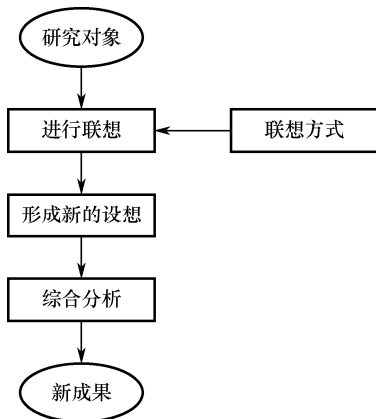 研究对象
进行联想
联想方式
形成新的设想
综合分析
新成果